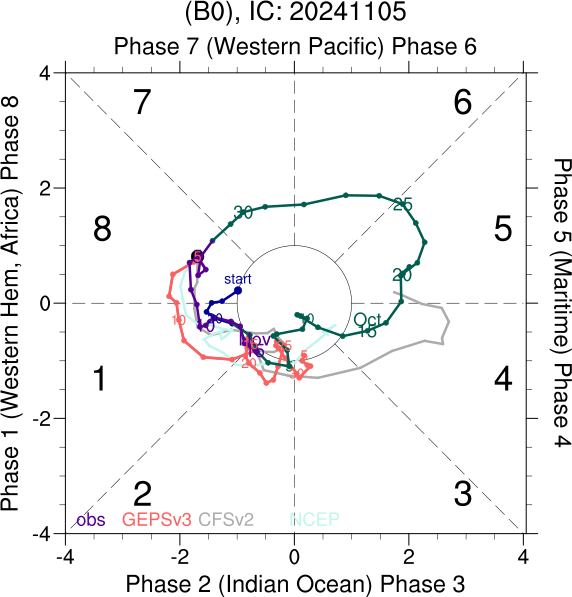 (B0), IC: 20241105
Phase 7 (Western Pacific) Phase 6
Phase 1 (Western Hem, Africa) Phase 8
Phase 5 (Maritime) Phase 4
4
2
0
-2
-4
7
6
8
5
1
4
2
3
30
25
20
start
Oct
15
10
Nov
obs GEPSv3 CFSv2 NCEP
-4 -2 0 2 4
Phase 2 (Indian Ocean) Phase 3